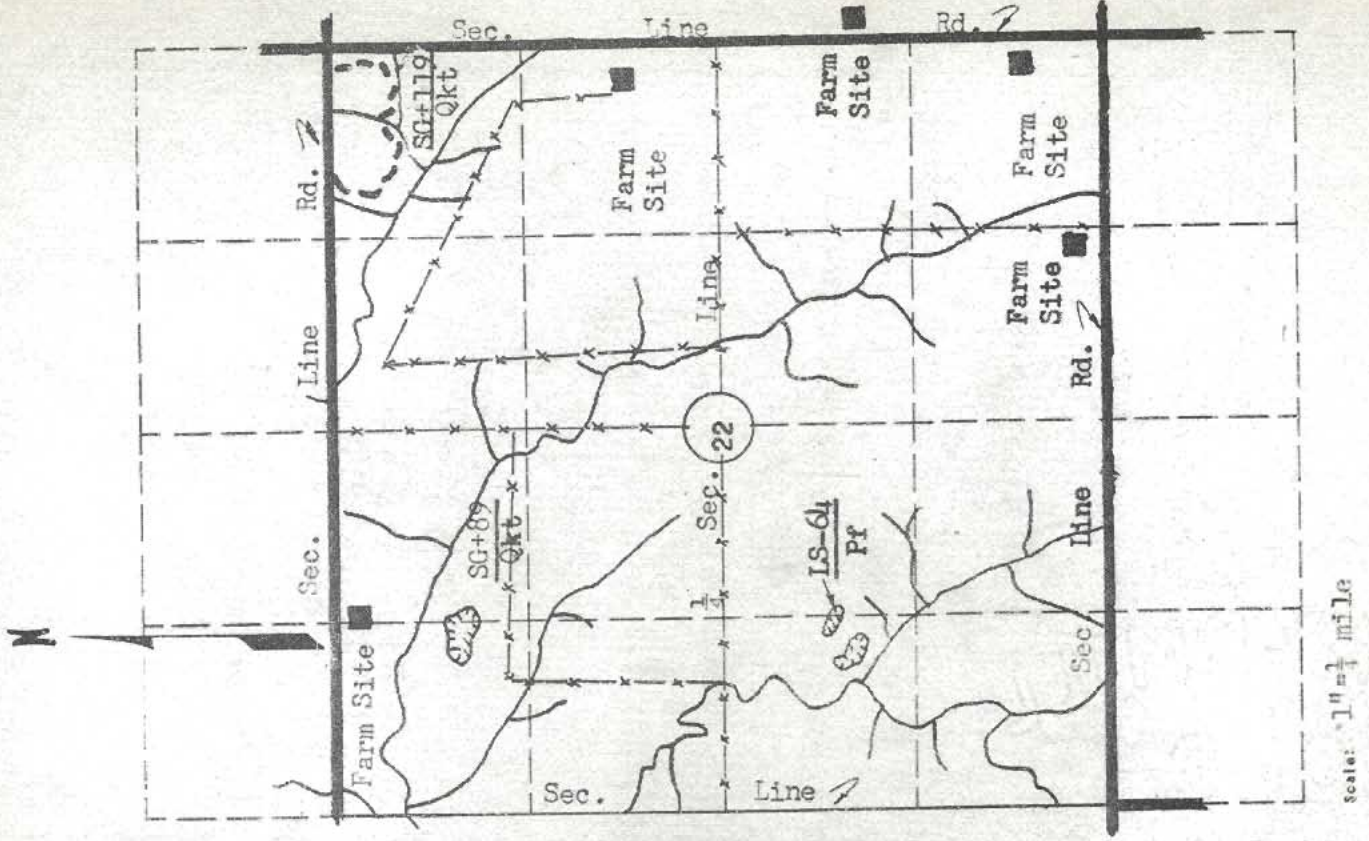 Sec. Line Rd.
SG+119
Qkt
Rd.
Farm
Site
Farm
Site
Farm
Site
Line
Line
Farm
Site
Rd.
22
SG+89
Qkt
Sec.
Sec.
LS-64
Pf
Line
1/4
N
Farm Site
Sec
Sec. Line
Scale: 1"=1/4 mile